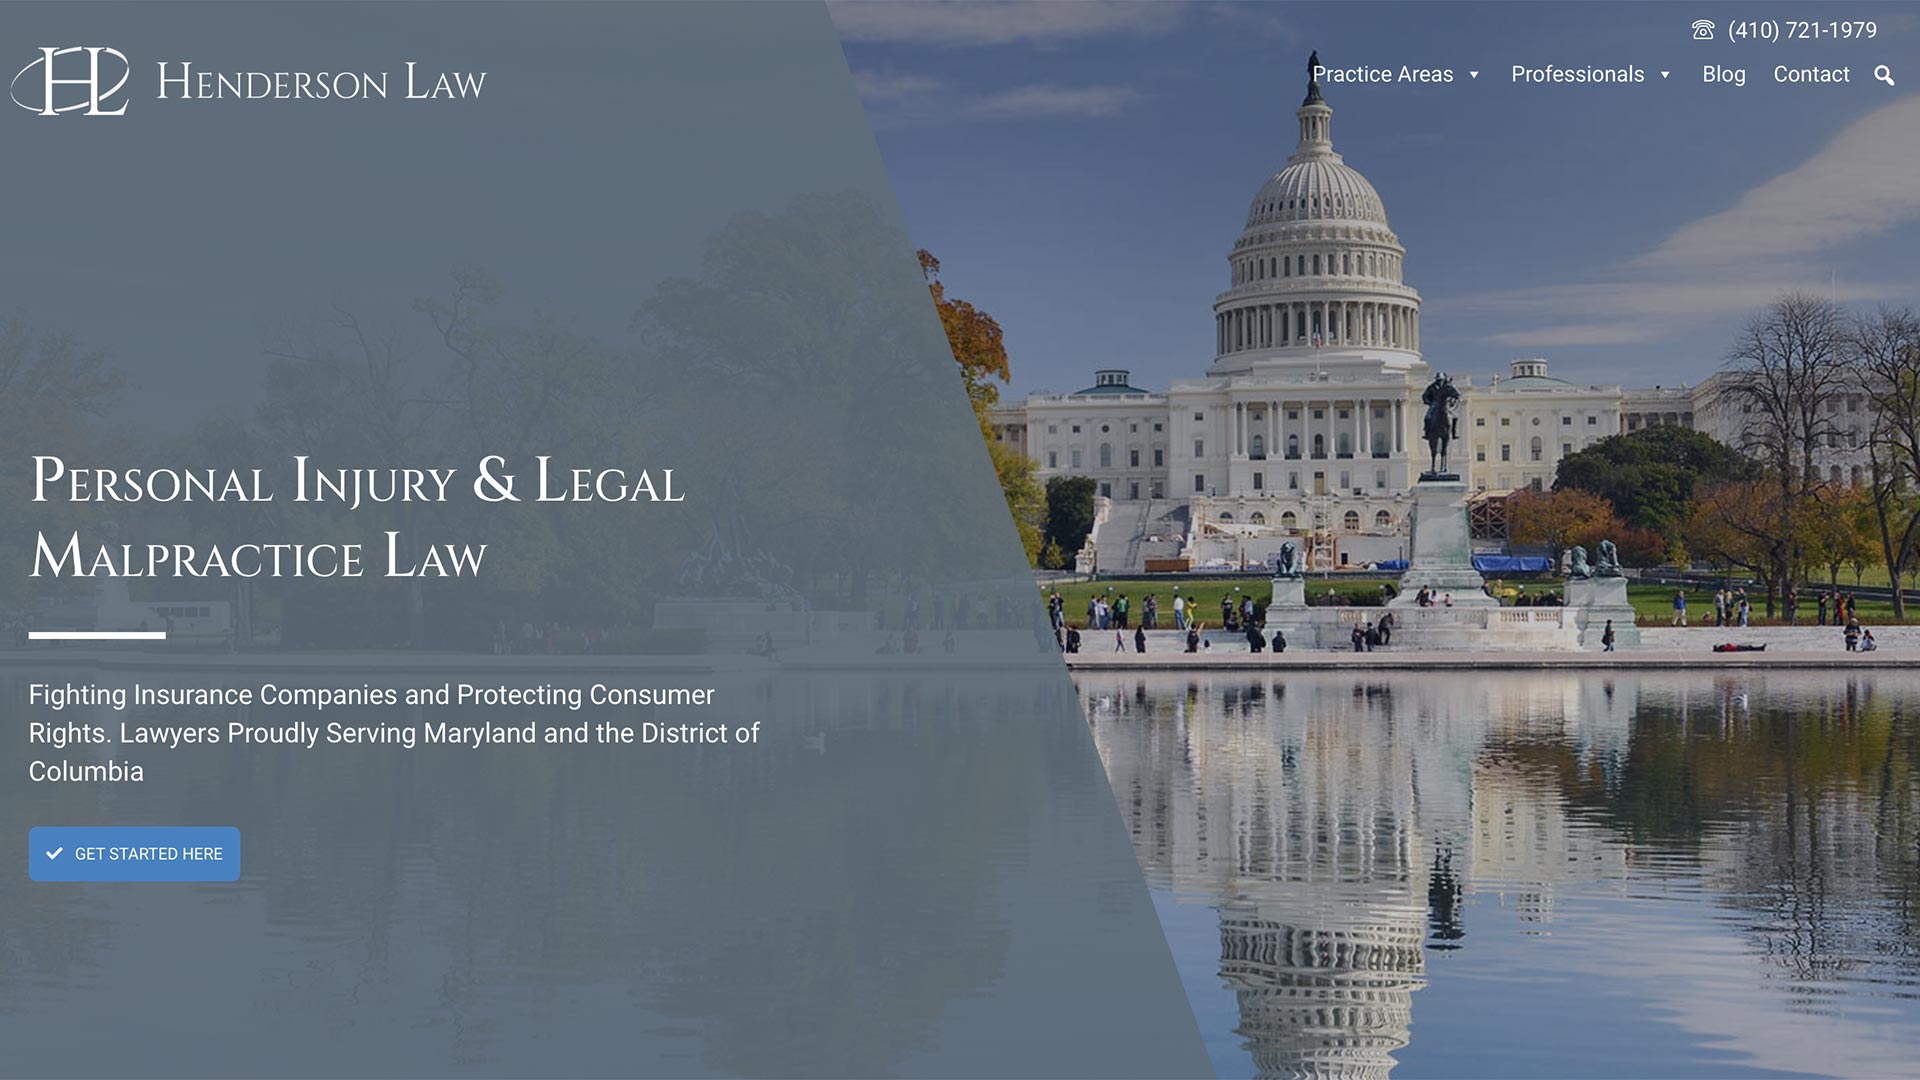 (410) 721-1979
HL HENDERSON LAW
Practice Areas Professionals Blog Contact
PERSONAL INJURY & LEGAL
MALPRACTICE LAW
Fighting Insurance Companies and Protecting Consumer
Rights. Lawyers Proudly Serving Maryland and the District of
Columbia
GET STARTED HERE